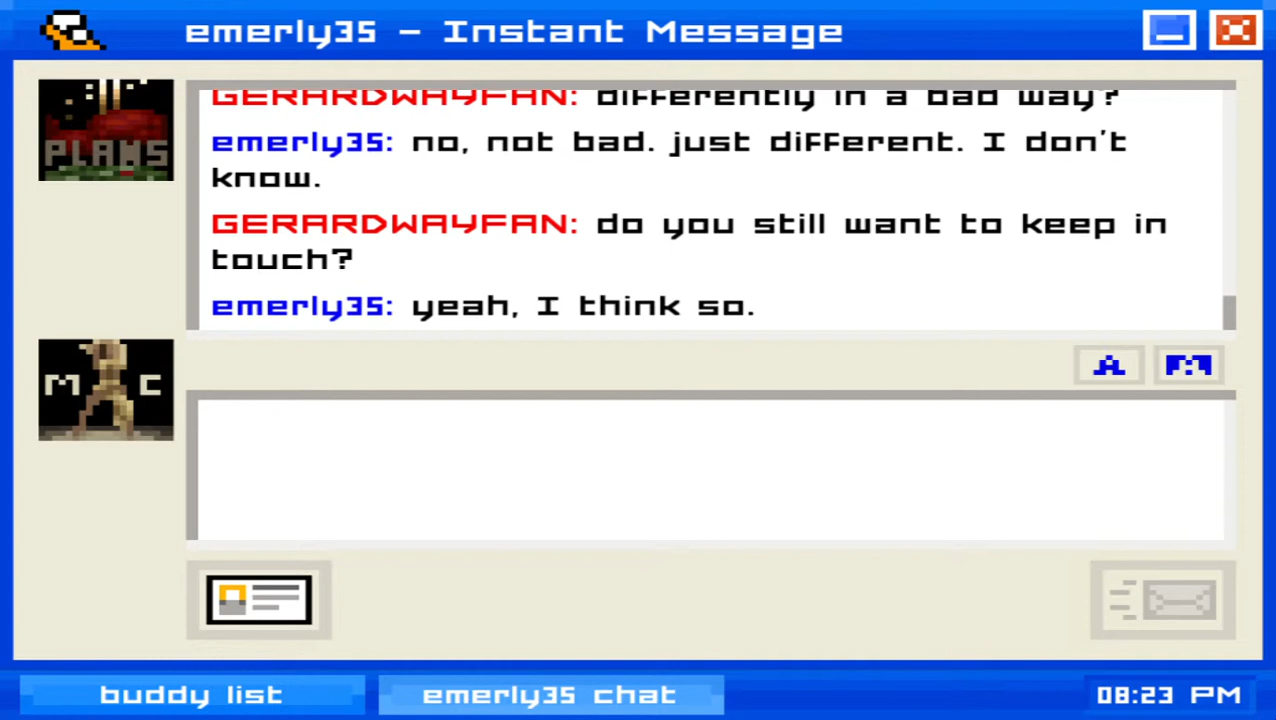 emerly35 - Instant Message
GERARDWAYFAN: differently in a bad way?
emerly35: no, not bad. just different. I don't
know.
GERARDWAYFAN: do you still want to keep in
touch?
emerly35: yeah, I think so.
PLANS
M C
A
buddy list
emerly35 chat
08:23 PM